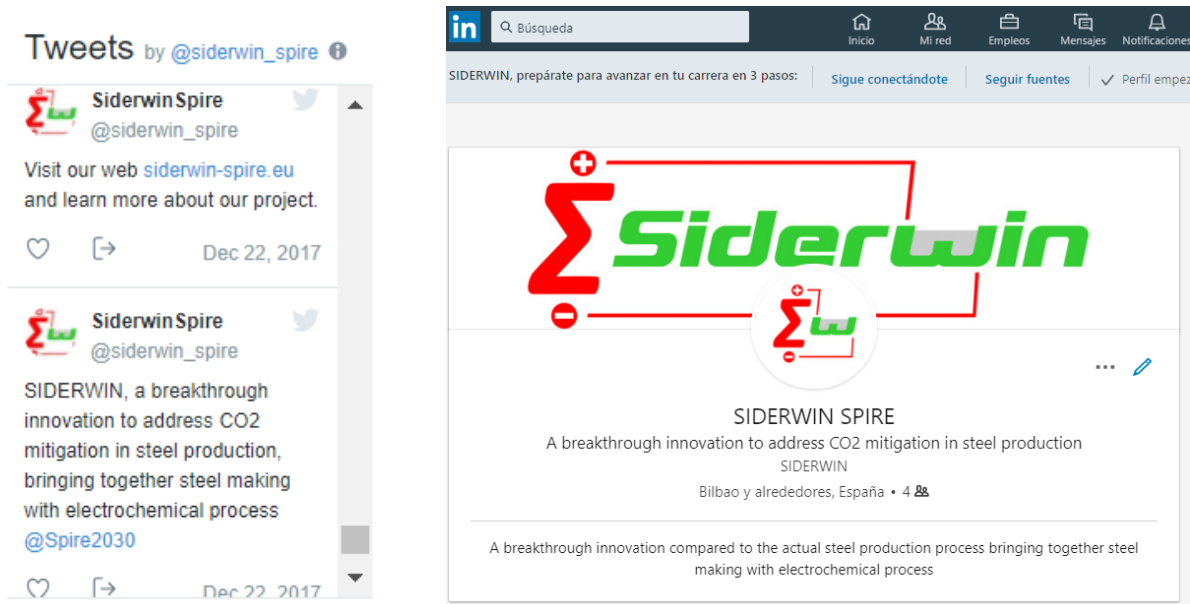 Tweets by @siderwin_spire
Siderwin Spire
@siderwin_spire
Visit our web siderwin-spire.eu
and learn more about our project.
Dec 22, 2017
Siderwin Spire
@siderwin_spire
SIDERWIN, a breakthrough
innovation to address CO2
mitigation in steel production,
bringing together steel making
with electrochemical process
@Spire2030
Dec 22, 2017
in Búsqueda
Inicio Mi red Empleos Mensajes Notificaciones
SIDERWIN, prepárate para avanzar en tu carrera en 3 pasos: Sigue conectándote Seguir fuentes Perfil empez
Σ Siderwin
Σw
SIDERWIN SPIRE
A breakthrough innovation to address CO2 mitigation in steel production
SIDERWIN
Bilbao y alrededores, España • 4
A breakthrough innovation compared to the actual steel production process bringing together steel
making with electrochemical process